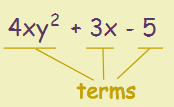 4xy² + 3x - 5
terms